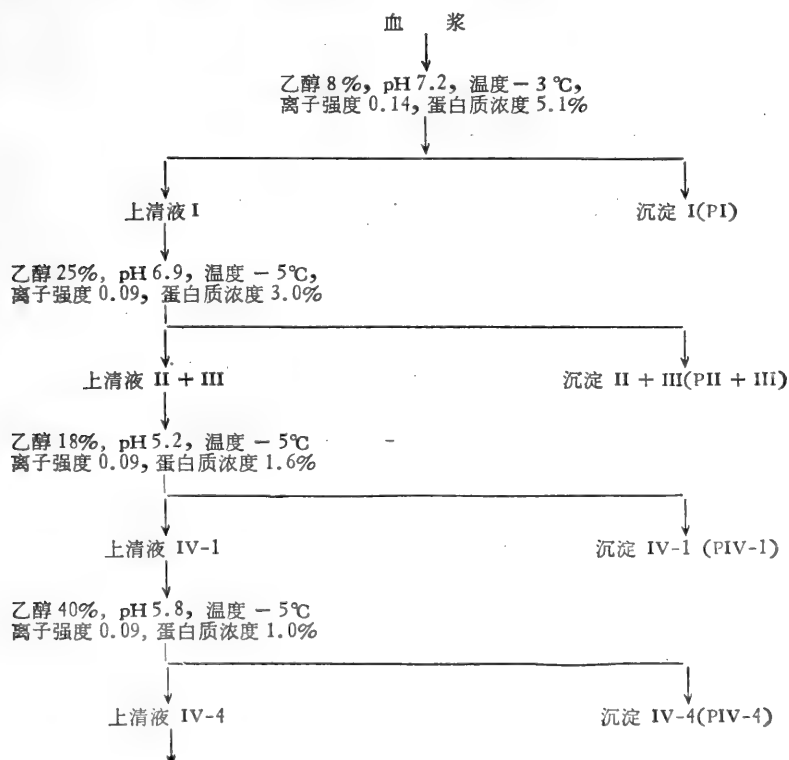 血 浆
乙醇 8%, pH 7.2, 温度 - 3 ℃,
离子强度 0.14, 蛋白质浓度 5.1%
上清液 I
沉淀 I(PI)
乙醇 25%, pH 6.9, 温度 - 5℃,
离子强度 0.09, 蛋白质浓度 3.0%
上清液 II + III
沉淀 II + III(PII + III)
乙醇 18%, pH 5.2, 温度 - 5℃
离子强度 0.09, 蛋白质浓度 1.6%
上清液 IV-1
沉淀 IV-1 (PIV-1)
乙醇 40%, pH 5.8, 温度 - 5℃
离子强度 0.09, 蛋白质浓度 1.0%
上清液 IV-4
沉淀 IV-4(PIV-4)